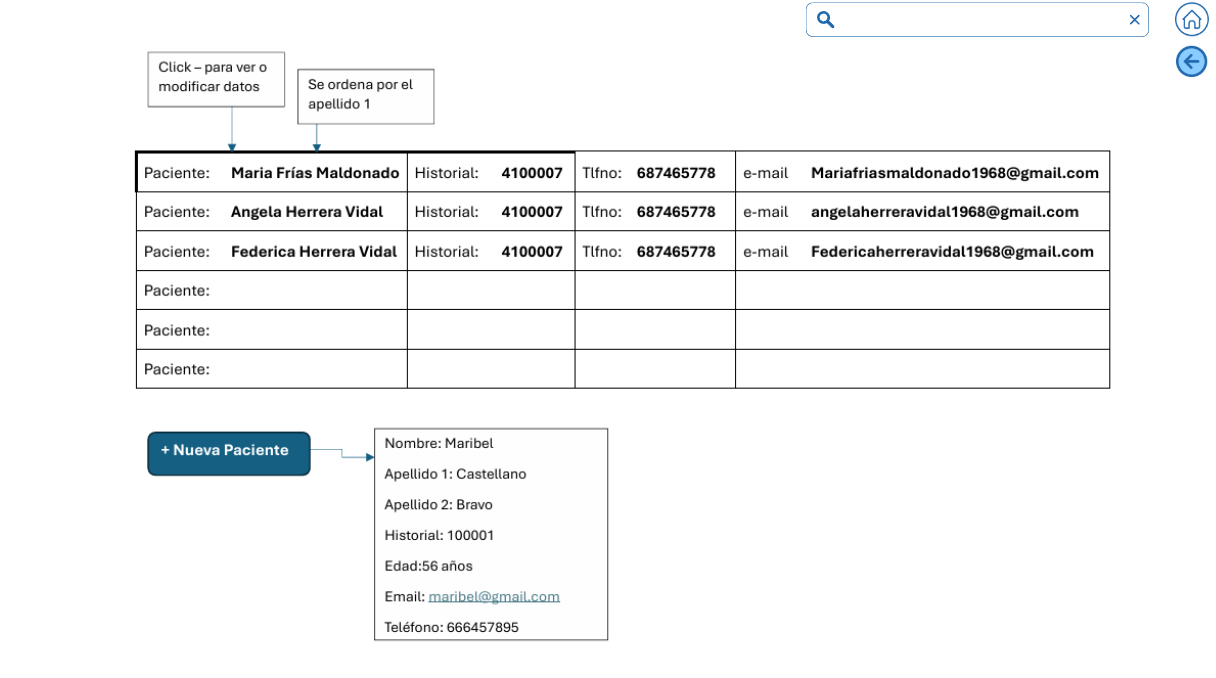 Click – para ver o
modificar datos
Se ordena por el
apellido 1
Paciente: Maria Frías Maldonado Historial: 4100007 Tlfno: 687465778 e-mail Mariafriasmaldonado1968@gmail.com
Paciente: Angela Herrera Vidal Historial: 4100007 Tlfno: 687465778 e-mail angelaherreravidal1968@gmail.com
Paciente: Federica Herrera Vidal Historial: 4100007 Tlfno: 687465778 e-mail Federicaherreravidal1968@gmail.com
Paciente:
Paciente:
Paciente:
+ Nueva Paciente
Nombre: Maribel
Apellido 1: Castellano
Apellido 2: Bravo
Historial: 100001
Edad:56 años
Email: maribel@gmail.com
Teléfono: 666457895